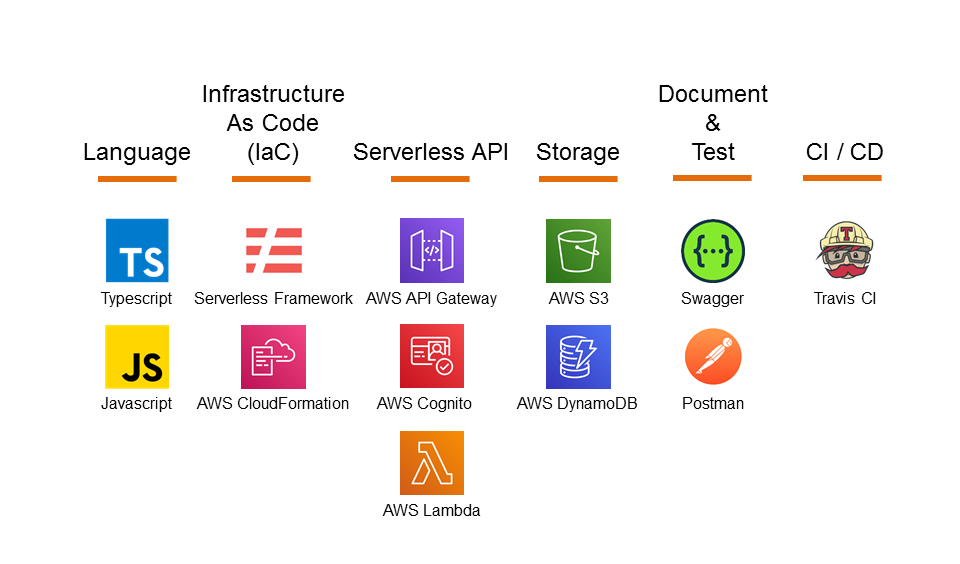 Language
Infrastructure
As Code
(IaC)
Serverless API
Storage
Document
&
Test
CI / CD
TS
Typescript
Serverless Framework
</>
AWS API Gateway
AWS S3
{...}
Swagger
T
Travis CI
JS
Javascript
AWS CloudFormation
AWS Cognito
AWS DynamoDB
Postman
AWS Lambda